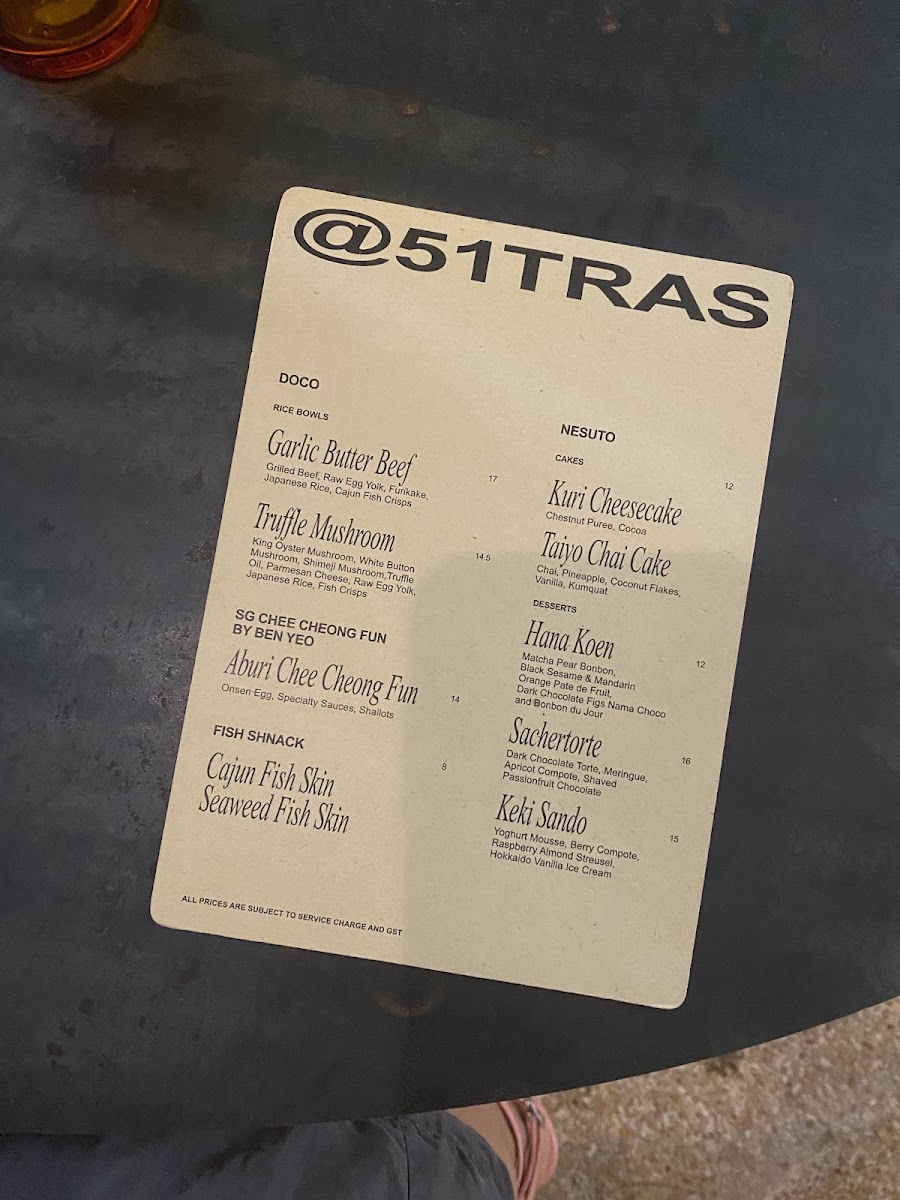 @51TRAS
DOCO
RICE BOWLS
Garlic Butter Beef
17
Grilled Beef, Raw Egg Yolk, Furikake,
Japanese Rice, Cajun Fish Crisps
Truffle Mushroom
14.5
King Oyster Mushroom, White Button
Mushroom, Shimeji Mushroom,Truffle
Oil, Parmesan Cheese, Raw Egg Yolk,
Japanese Rice, Fish Crisps
SG CHEE CHEONG FUN
BY BEN YEO
Aburi Chee Cheong Fun
14
Onsen Egg, Specialty Sauces, Shallots
FISH SHNACK
8
Cajun Fish Skin
Seaweed Fish Skin
NESUTO
CAKES
12
Kuri Cheesecake
Chestnut Puree, Cocoa
Taiyo Chai Cake
Chai, Pineapple, Coconut Flakes,
Vanilla, Kumquat
DESSERTS
Hana Koen
12
Matcha Pear Bonbon,
Black Sesame & Mandarin
Orange Pate de Fruit,
Dark Chocolate Figs Nama Choco
and Bonbon du Jour
Sachertorte
16
Dark Chocolate Torte, Meringue,
Apricot Compote, Shaved
Passionfruit Chocolate
Keki Sando
15
Yoghurt Mousse, Berry Compote,
Raspberry Almond Streusel,
Hokkaido Vanilla Ice Cream
ALL PRICES ARE SUBJECT TO SERVICE CHARGE AND GST